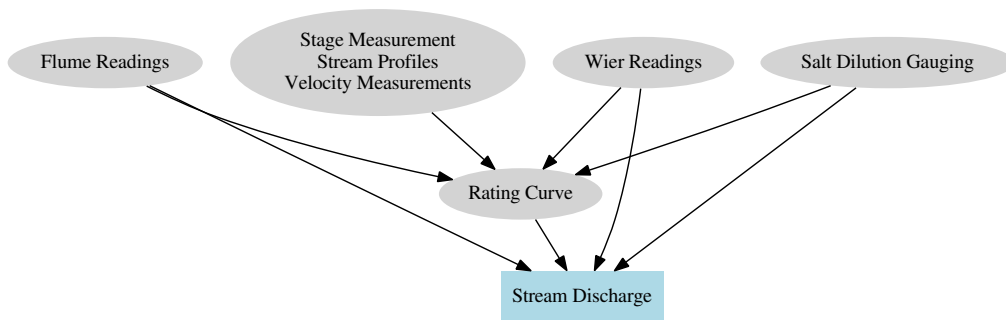 Flume Readings
Stage Measurement
Stream Profiles
Velocity Measurements
Wier Readings
Salt Dilution Gauging
Rating Curve
Stream Discharge